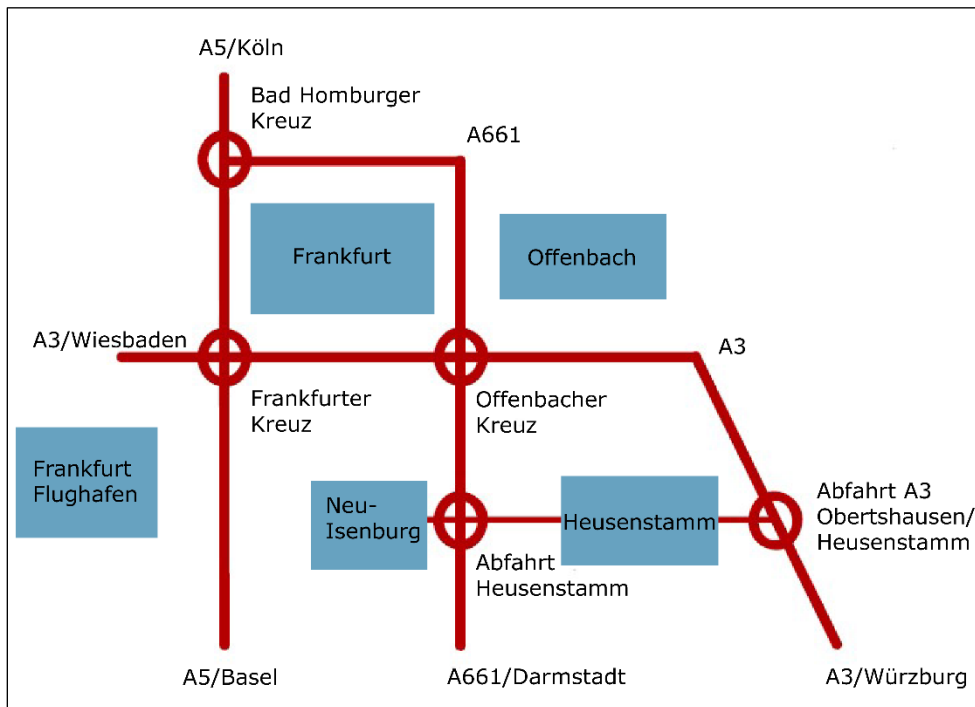 A5/Köln
Bad Homburger
Kreuz
A661
Frankfurt
Offenbach
A3/Wiesbaden
A3
Frankfurter
Kreuz
Offenbacher
Kreuz
Frankfurt
Flughafen
Neu-
Isenburg
Heusenstamm
Abfahrt A3
Obertshausen/
Heusenstamm
Abfahrt
Heusenstamm
A5/Basel
A661/Darmstadt
A3/Würzburg